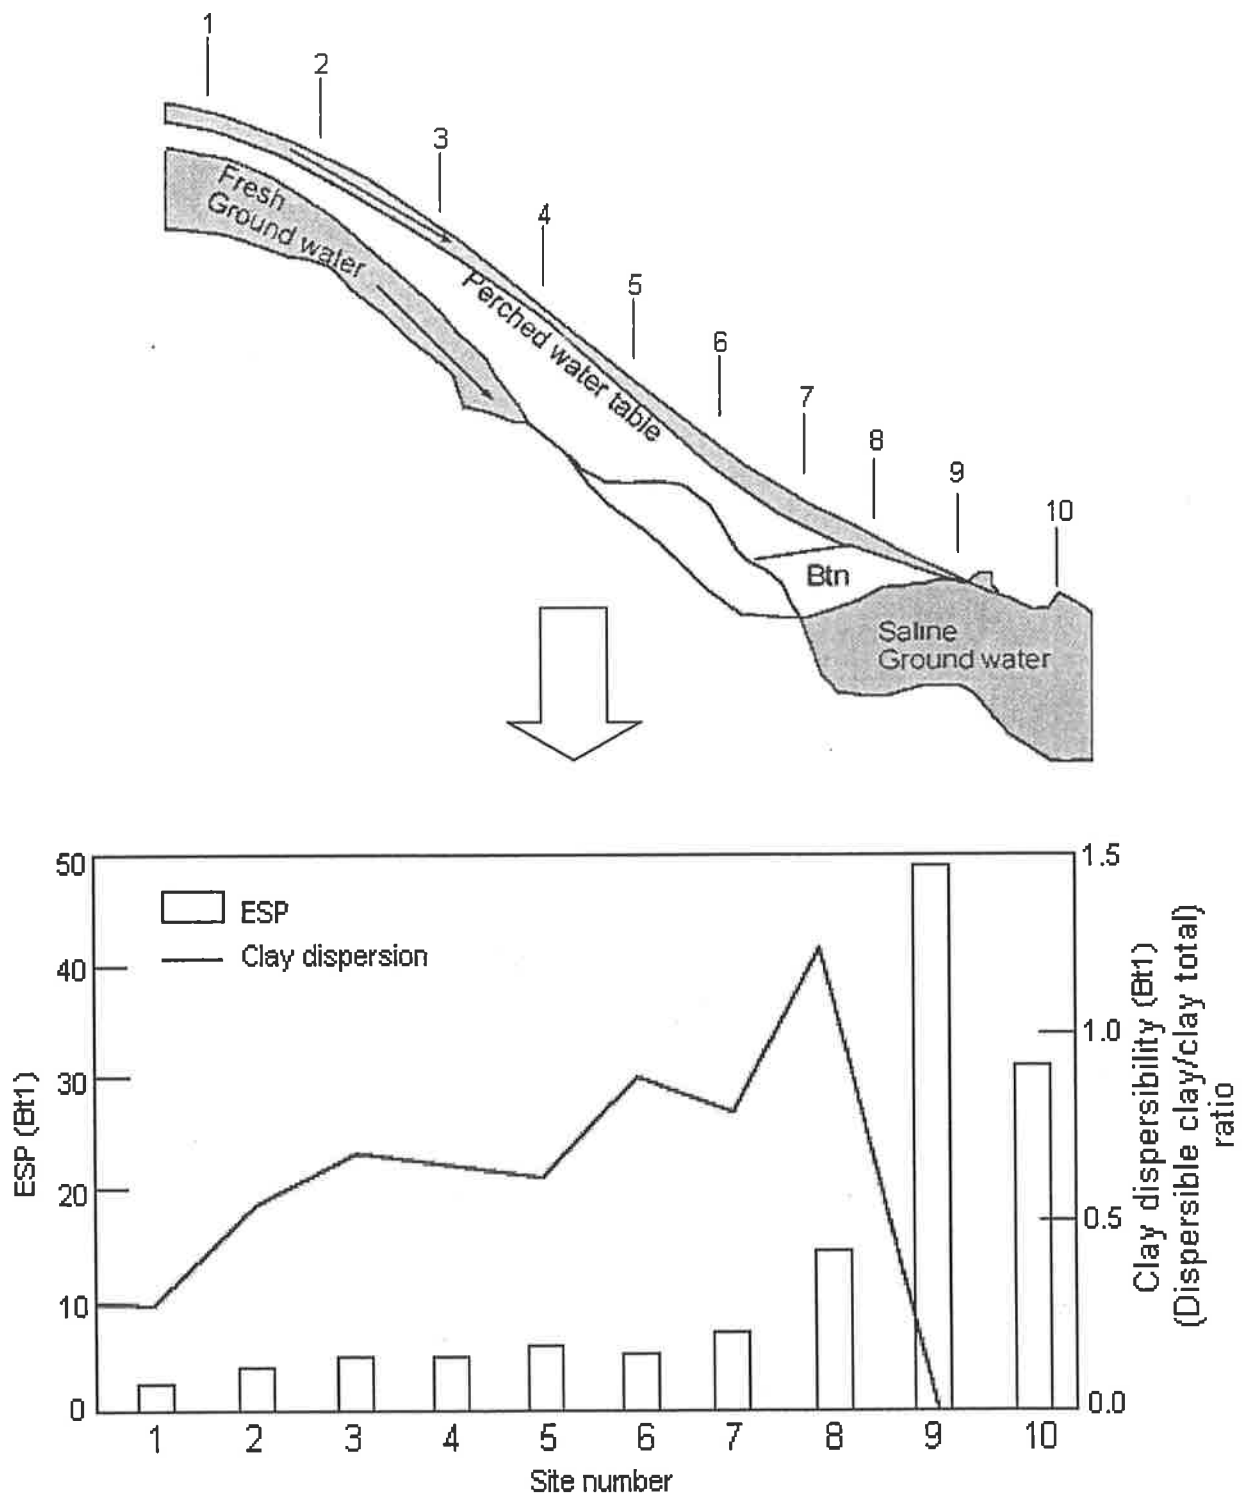 1
2
3
4
5
6
7
8
9
10
Fresh
Ground water
Perched water table
Btn
Saline
Ground water
50
40
30
20
10
0
ESP (Bt1)
ESP
Clay dispersion
1.5
1.0
0.5
0.0
Clay dispersibility (Bt1)
(Dispersible clay/clay total)
ratio
1 2 3 4 5 6 7 8 9 10
Site number